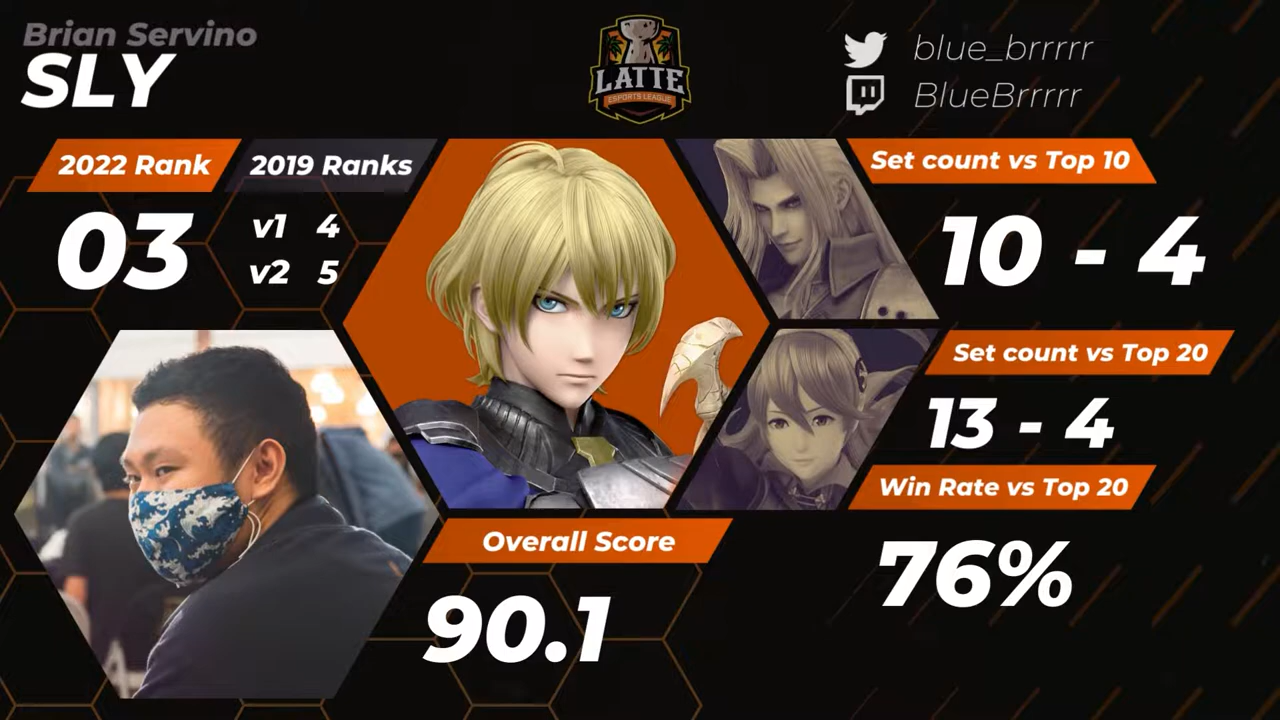 Brian Servino
SLY
LATTE
ESPORTS LEAGUE
blue_brrrrr
BlueBrrrrr
2022 Rank
03
2019 Ranks
v1 4
v2 5
Set count vs Top 10
10 - 4
Set count vs Top 20
13 - 4
Win Rate vs Top 20
76%
Overall Score
90.1